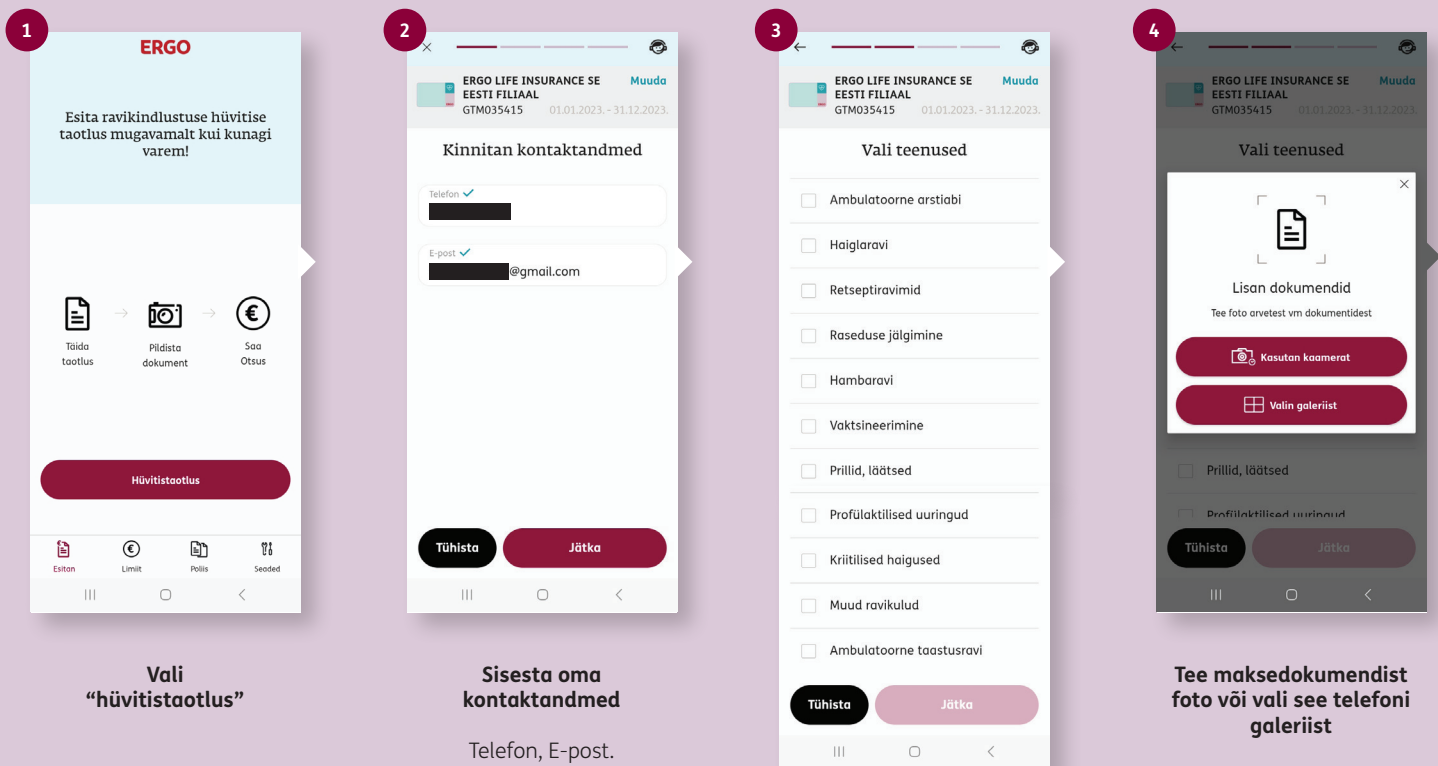 1
ERGO
Esita ravikindlustuse hüvitise
taotlus mugavamalt kui kunagi
varem!
Täida
taotlus
Pildista
dokument
Saa
Otsus
Hüvitistaotlus
Esitan
Limiit
Poliis
Seaded
Vali
“hüvitistaotlus”
2
ERGO LIFE INSURANCE SE
EESTI FILIAAL
Muuda
GTM035415 01.01.2023. - 31.12.2023.
Kinnitan kontaktandmed
Telefon
E-post
@gmail.com
Tühista
Jätka
Sisesta oma
kontaktandmed
Telefon, E-post.
3
ERGO LIFE INSURANCE SE
EESTI FILIAAL
Muuda
GTM035415 01.01.2023. - 31.12.2023.
Vali teenused
Ambulatoorne arstiabi
Haiglaravi
Retseptiravimid
Raseduse jälgimine
Hambaravi
Vaktsineerimine
Prillid, läätsed
Profülaktilised uuringud
Kriitilised haigused
Muud ravikulud
Ambulatoorne taastusravi
Tühista
Jätka
4
ERGO LIFE INSURANCE SE
EESTI FILIAAL
Muuda
GTM035415 01.01.2023. - 31.12.2023.
Vali teenused
Lisan dokumendid
Tee foto arvetest vm dokumentidest
Kasutan kaamerat
Valin galeriist
Prillid, läätsed
Profülaktilised uuringud
Tühista
Jätka
Tee maksedokumendist
foto või vali see telefoni
galeriist